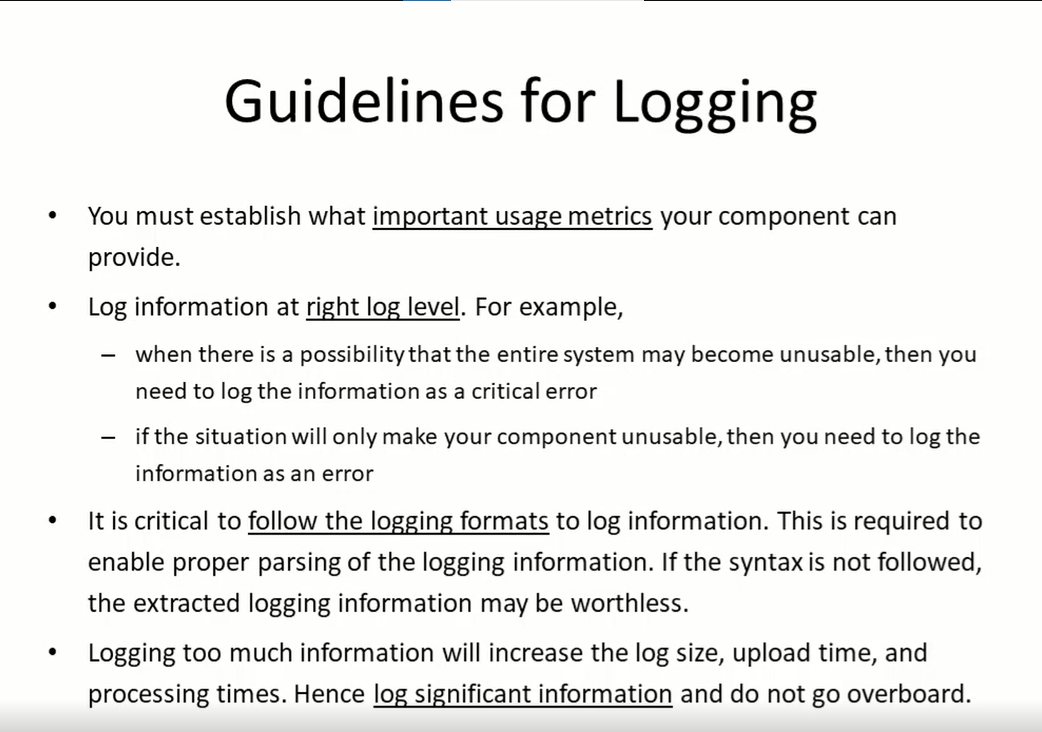 Guidelines for Logging
• You must establish what important usage metrics your component can
provide.
• Log information at right log level. For example,
– when there is a possibility that the entire system may become unusable, then you
need to log the information as a critical error
– if the situation will only make your component unusable, then you need to log the
information as an error
• It is critical to follow the logging formats to log information. This is required to
enable proper parsing of the logging information. If the syntax is not followed,
the extracted logging information may be worthless.
• Logging too much information will increase the log size, upload time, and
processing times. Hence log significant information and do not go overboard.